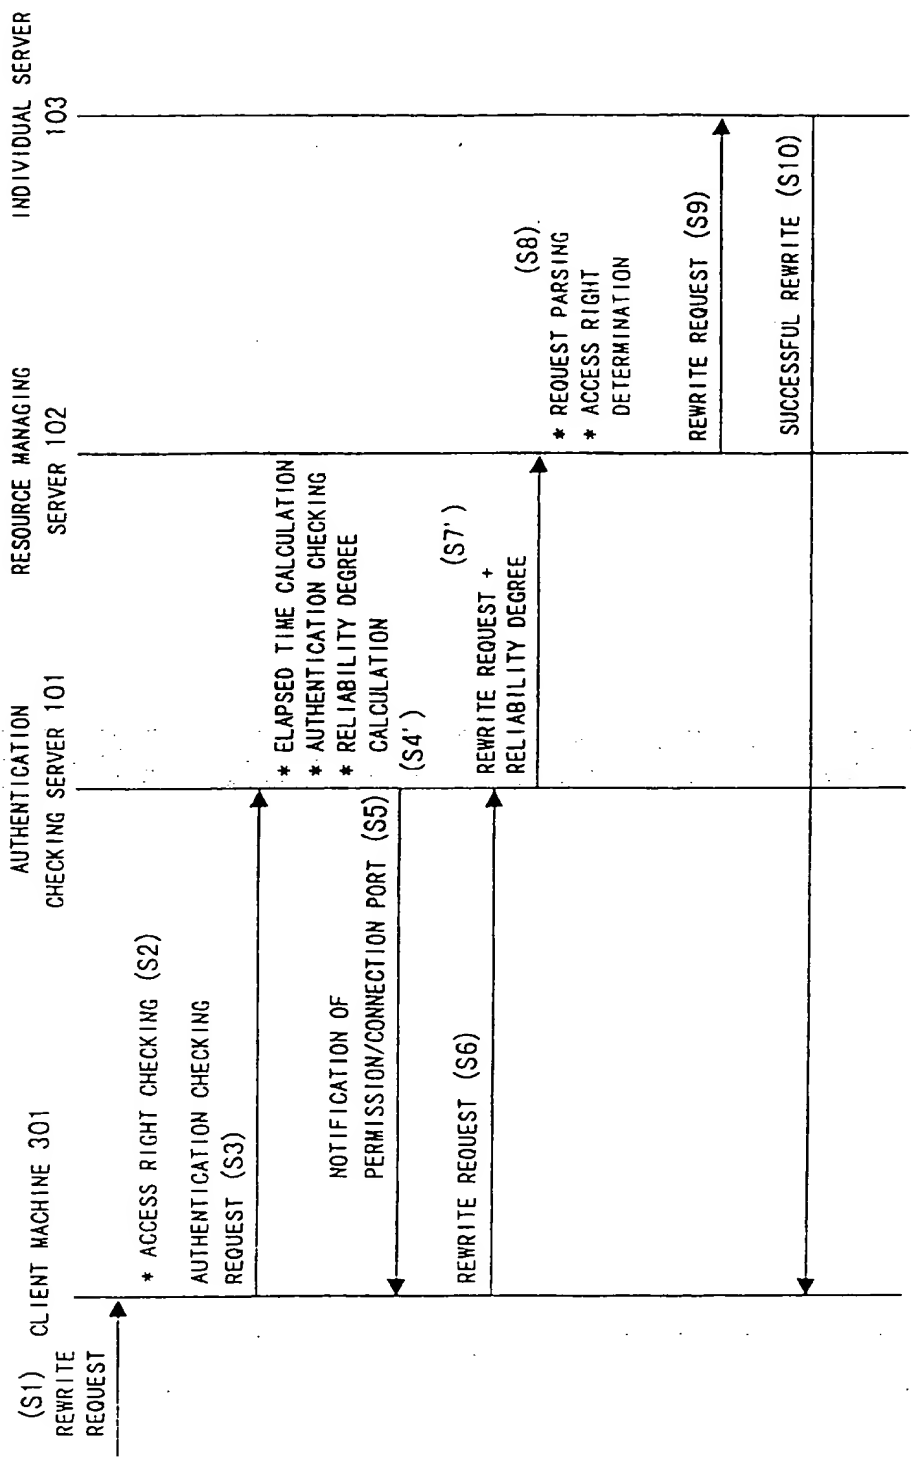 (S1)
REWRITE
REQUEST
CLIENT MACHINE 301
AUTHENTICATION
CHECKING SERVER 101
RESOURCE MANAGING
SERVER 102
INDIVIDUAL SERVER
103
* ACCESS RIGHT CHECKING (S2)
AUTHENTICATION CHECKING
REQUEST (S3)
* ELAPSED TIME CALCULATION
* AUTHENTICATION CHECKING
* RELIABILITY DEGREE
CALCULATION
(S4')
NOTIFICATION OF
PERMISSION/CONNECTION PORT (S5)
REWRITE REQUEST (S6)
(S7')
REWRITE REQUEST +
RELIABILITY DEGREE
(S8)
* REQUEST PARSING
* ACCESS RIGHT
DETERMINATION
REWRITE REQUEST (S9)
SUCCESSFUL REWRITE (S10)